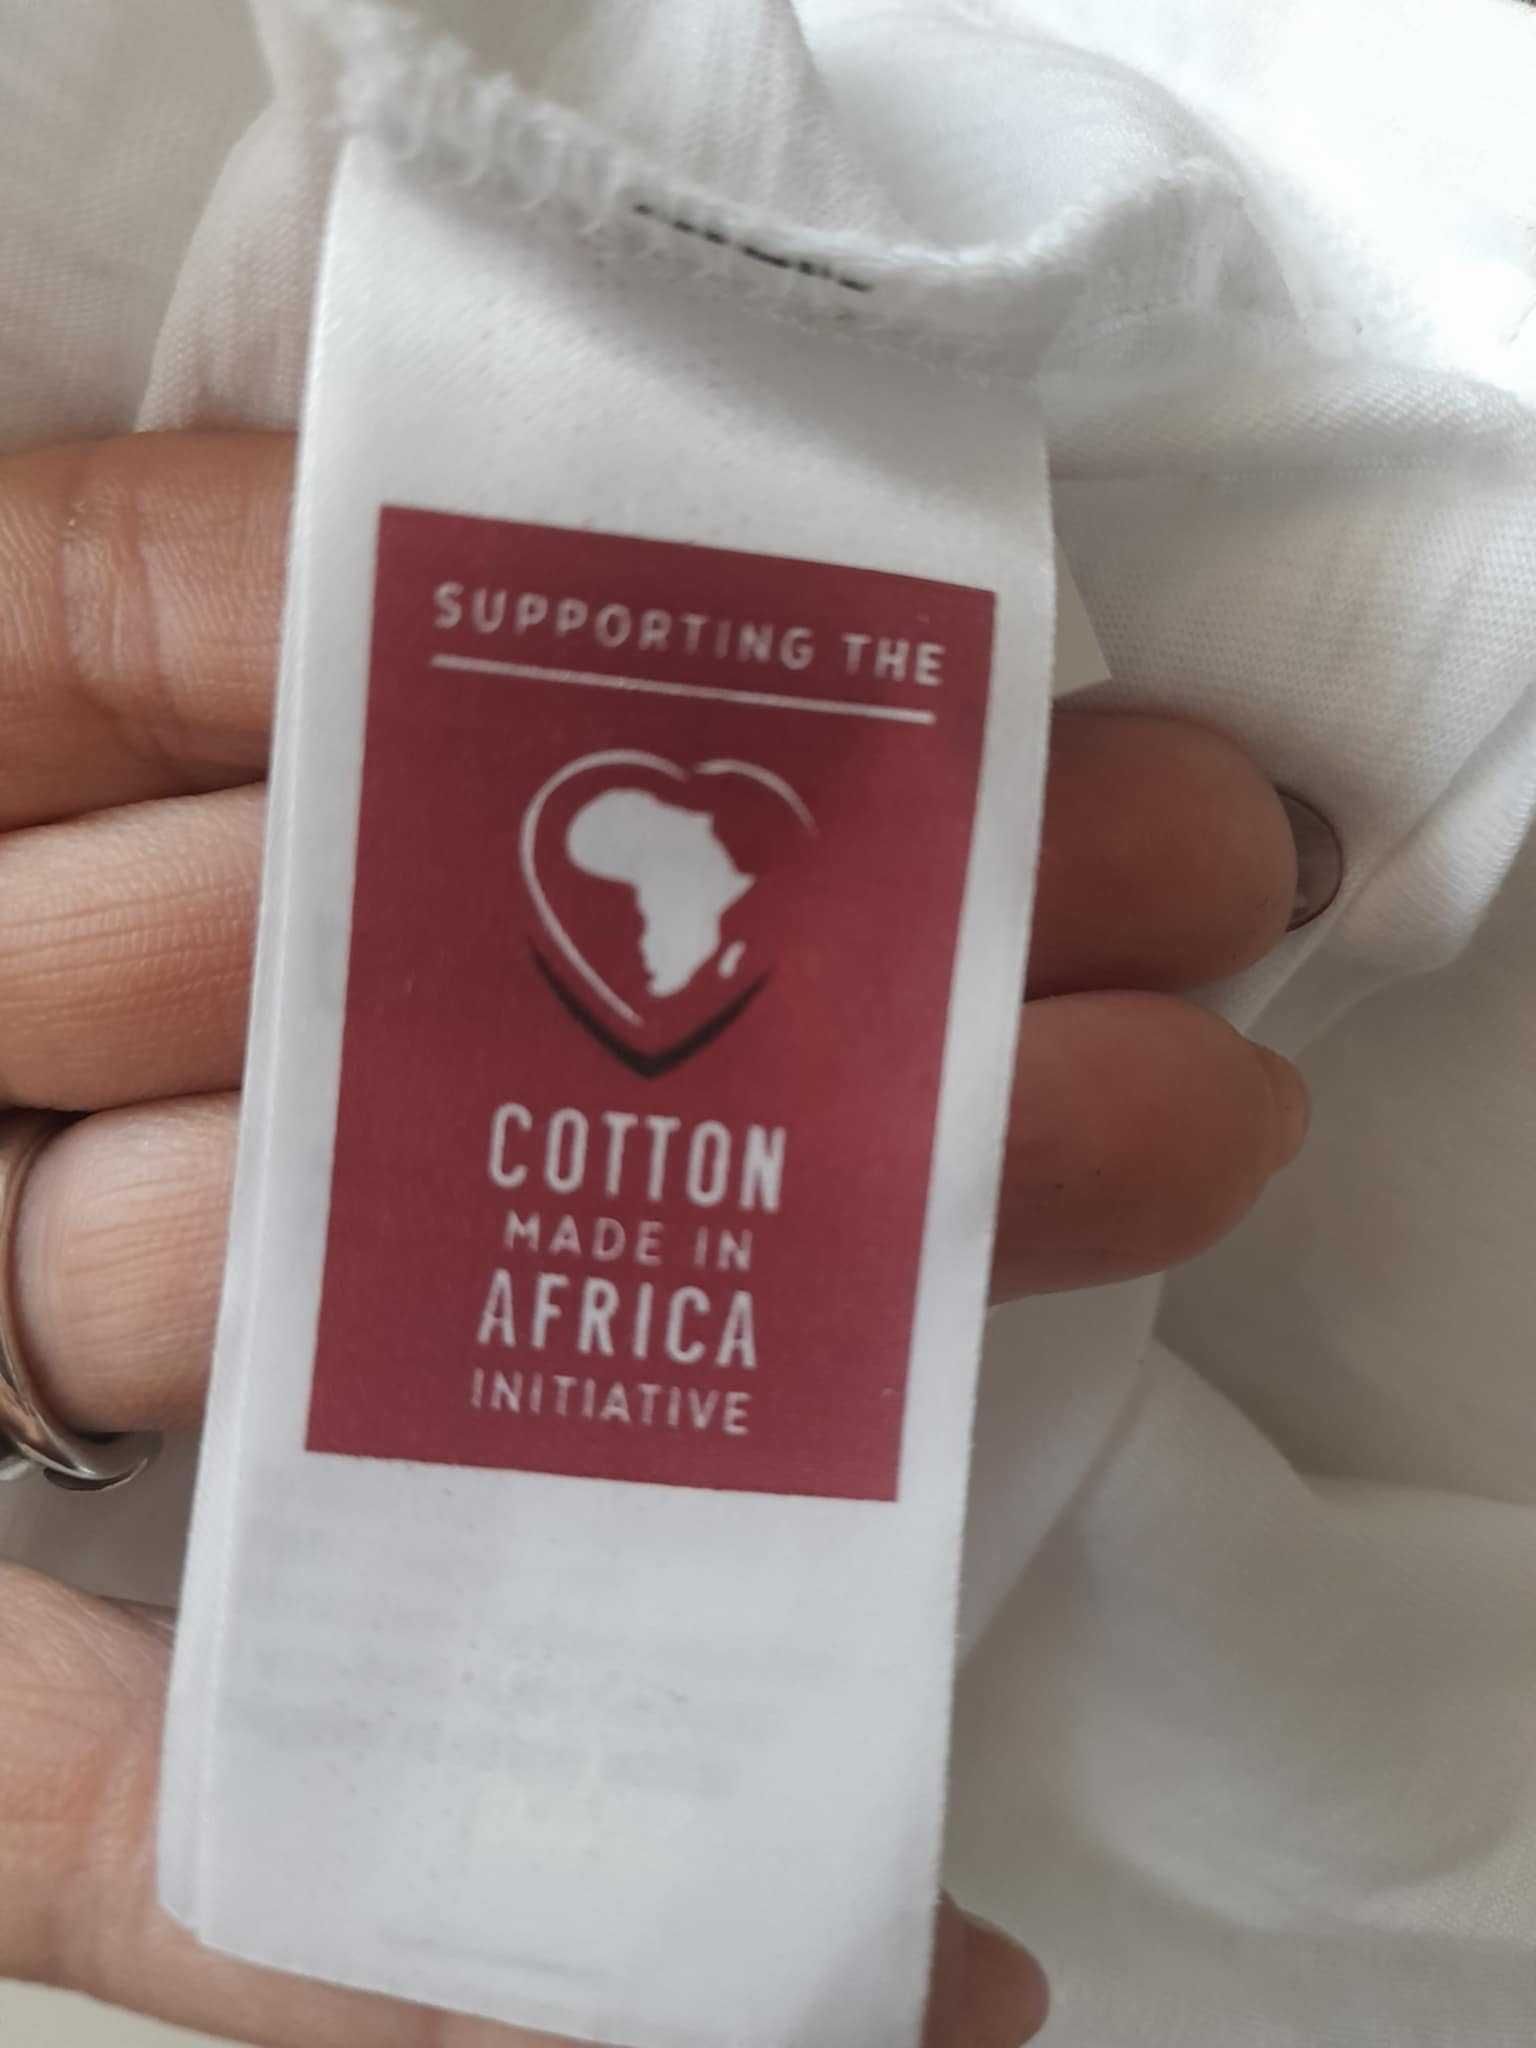 SUPPORTING THE
COTTON
MADE IN
AFRICA
INITIATIVE